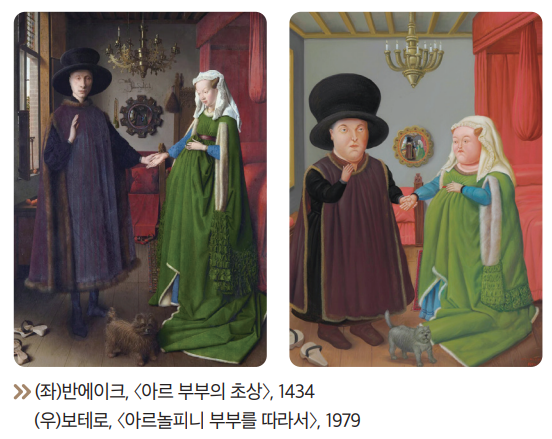 (좌)반에이크, 〈아르 부부의 초상〉, 1434
(우)보테로, 〈아르놀피니 부부를 따라서〉, 1979